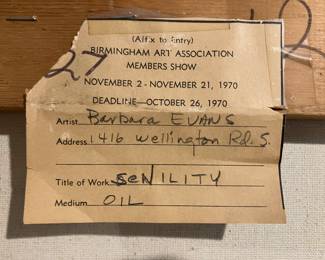 12
(Affix to Entry)
27
BIRMINGHAM ART ASSOCIATION
MEMBERS SHOW
NOVEMBER 2 - NOVEMBER 21, 1970
DEADLINE—OCTOBER 26, 1970
Artist Barbara EVANS
Address 1416 Wellington Rd. S.
Title of Work SENILITY
Medium OIL